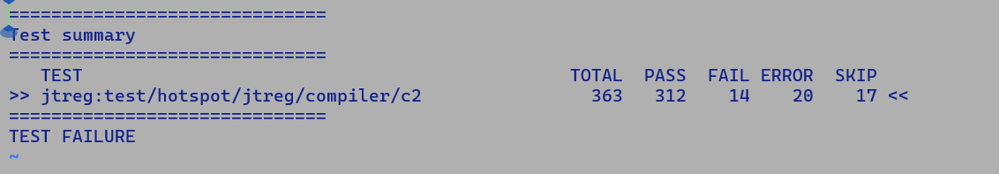 ==============================
Test summary
==============================
   TEST                                              TOTAL  PASS  FAIL ERROR  SKIP
>> jtreg:test/hotspot/jtreg/compiler/c2                363   312    14    20    17 <<
==============================
TEST FAILURE
~